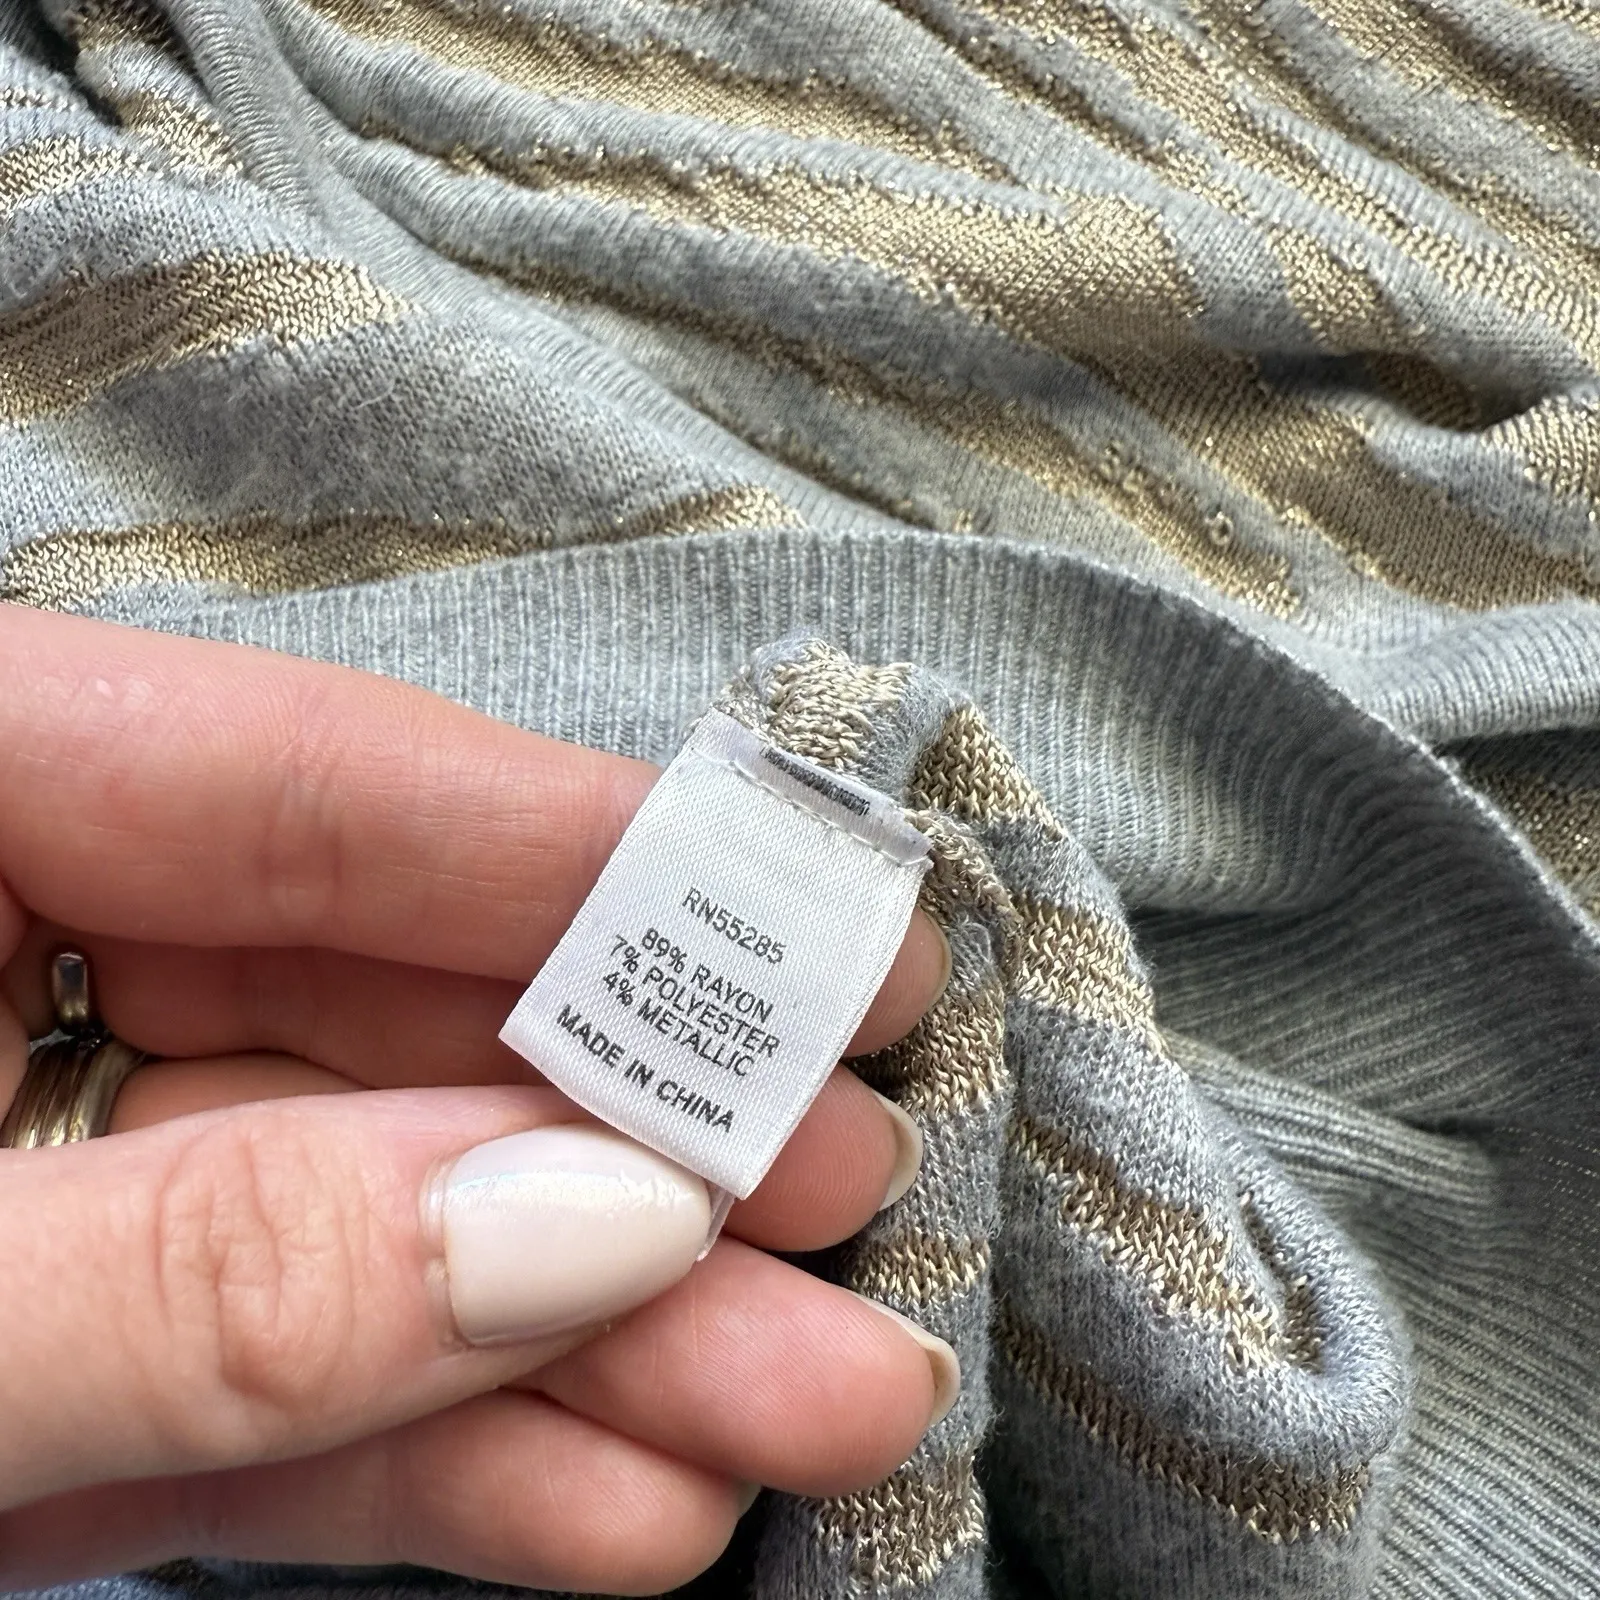 RN55285
89% RAYON
7% POLYESTER
4% METALLIC
MADE IN CHINA